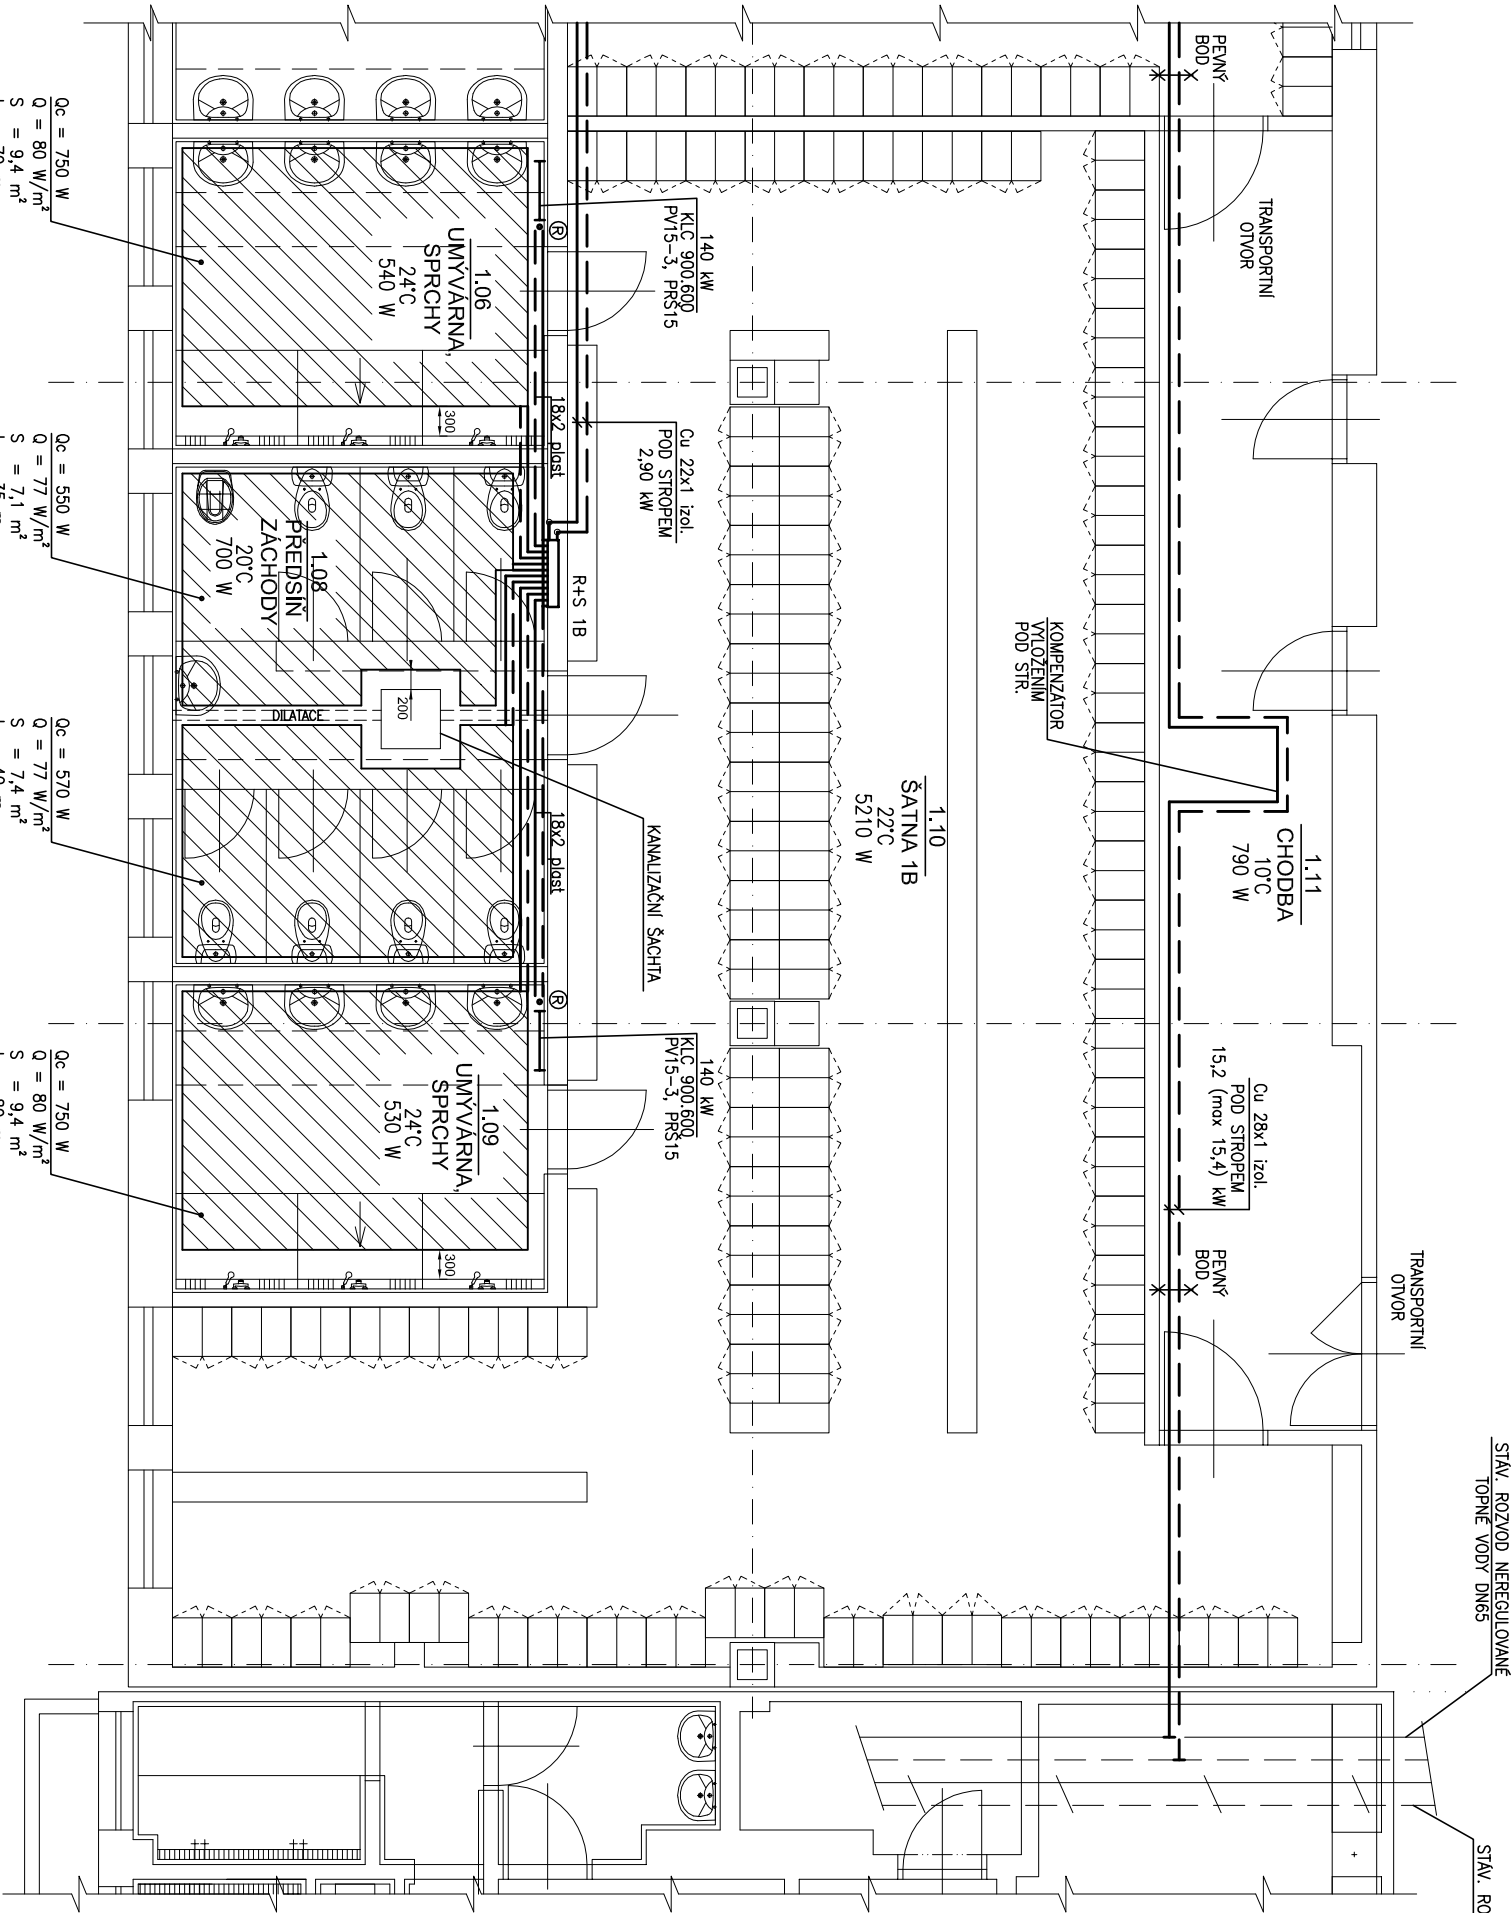 STÁV. ROZVOD NEREGULOVANÉ
TOPNÉ VODY DN65
STÁV. RO
TRANSPORTNÍ
OTVOR
PEVNÝ
BOD
TRANSPORTNÍ
OTVOR
KOMPENZÁTOR
VYLOŽENÍM
POD STR.
1.11
CHODBA
10°C
790 W
Cu 28x1 izol.
POD STROPEM
15,2 (max 15,4) kW
PEVNÝ
BOD
1.10
ŠATNA 1B
22°C
5210 W
140 kW
KLC 900.600
PV15-3, PRŠ15
Cu 22x1 izol.
POD STROPEM
2,90 kW
R+S 1B
KANALIZAČNÍ ŠACHTA
140 kW
KLC 900.600
PV15-3, PRŠ15
R
18x2 plast
18x2 plast
R
1.06
UMÝVÁRNA,
SPRCHY
24°C
540 W
300
1.08
PŘEDSÍŇ
ZÁCHODY
20°C
700 W
200
DILATACE
1.09
UMÝVÁRNA,
SPRCHY
24°C
530 W
300
Qc = 750 W
Q = 80 W/m²
S = 9,4 m²
Qc = 550 W
Q = 77 W/m²
S = 7,1 m²
Qc = 570 W
Q = 77 W/m²
S = 7,4 m²
Qc = 750 W
Q = 80 W/m²
S = 9,4 m²